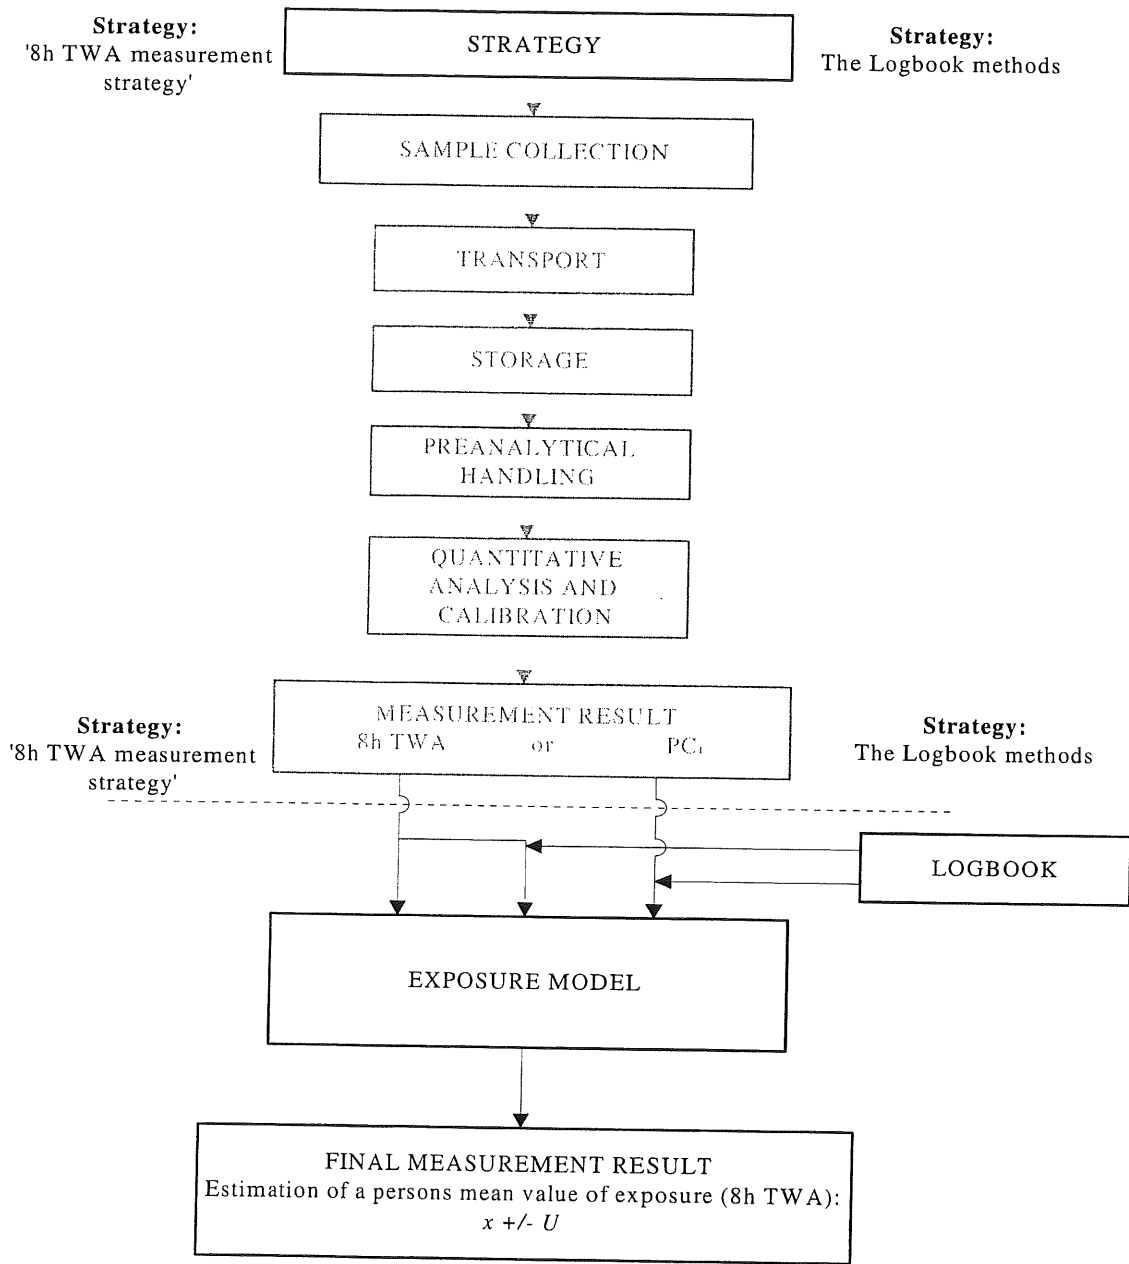 Strategy:
'8h TWA measurement
strategy'
STRATEGY
Strategy:
The Logbook methods
SAMPLE COLLECTION
TRANSPORT
STORAGE
PREANALYTICAL
HANDLING
QUANTITATIVE
ANALYSIS AND
CALIBRATION
Strategy:
'8h TWA measurement
strategy'
MEASUREMENT RESULT
8h TWA or PCi
Strategy:
The Logbook methods
LOGBOOK
EXPOSURE MODEL
FINAL MEASUREMENT RESULT
Estimation of a persons mean value of exposure (8h TWA):
x +/- U